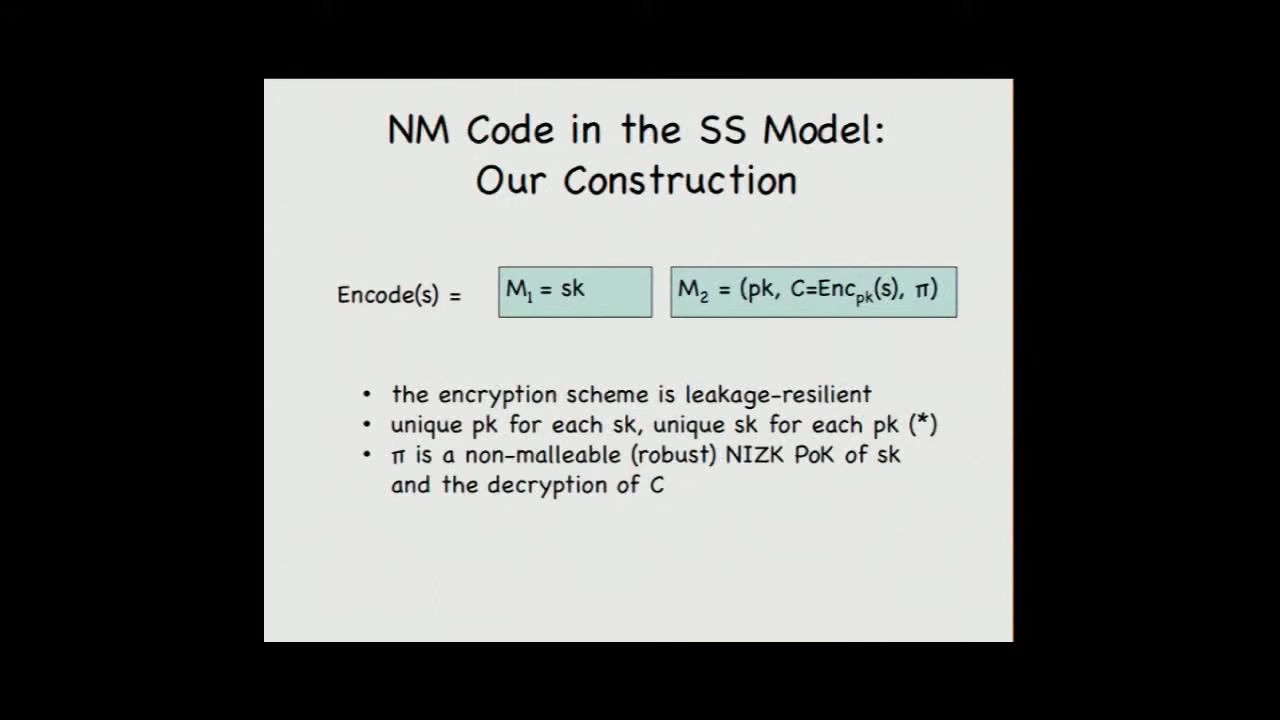 NM Code in the SS Model:
Our Construction
Encode(s) = M₁ = sk M₂ = (pk, C=Encₚₖ(s), π)
• the encryption scheme is leakage-resilient
• unique pk for each sk, unique sk for each pk (*)
• π is a non-malleable (robust) NIZK PoK of sk
and the decryption of C